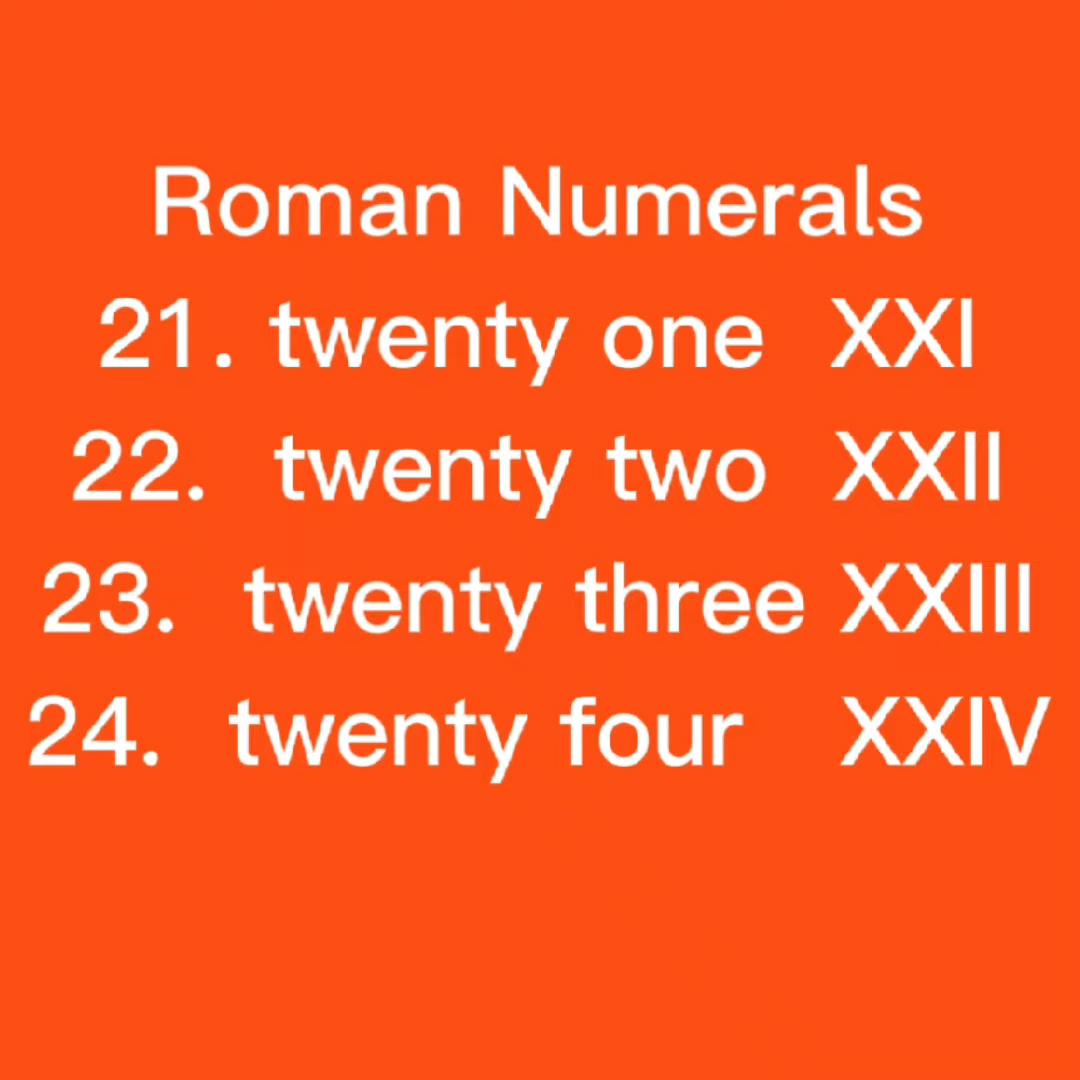 Roman Numerals
21. twenty one XXI
22. twenty two XXII
23. twenty three XXIII
24. twenty four XXIV